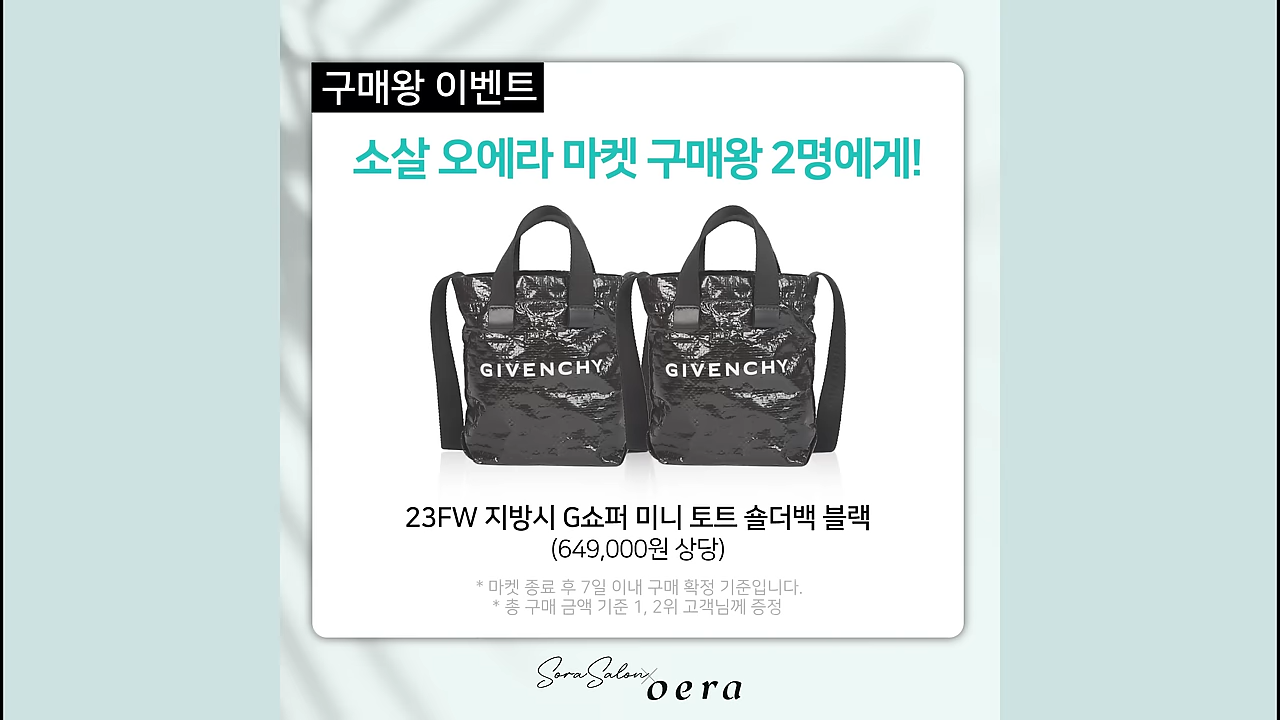 구매왕 이벤트
소살 오에라 마켓 구매왕 2명에게!
GIVENCHY GIVENCHY
23FW 지방시 G쇼퍼 미니 토트 숄더백 블랙
(649,000원 상당)
* 마켓 종료 후 7일 이내 구매 확정 기준입니다.
* 총 구매 금액 기준 1, 2위 고객님께 증정
SoraSalon x oera